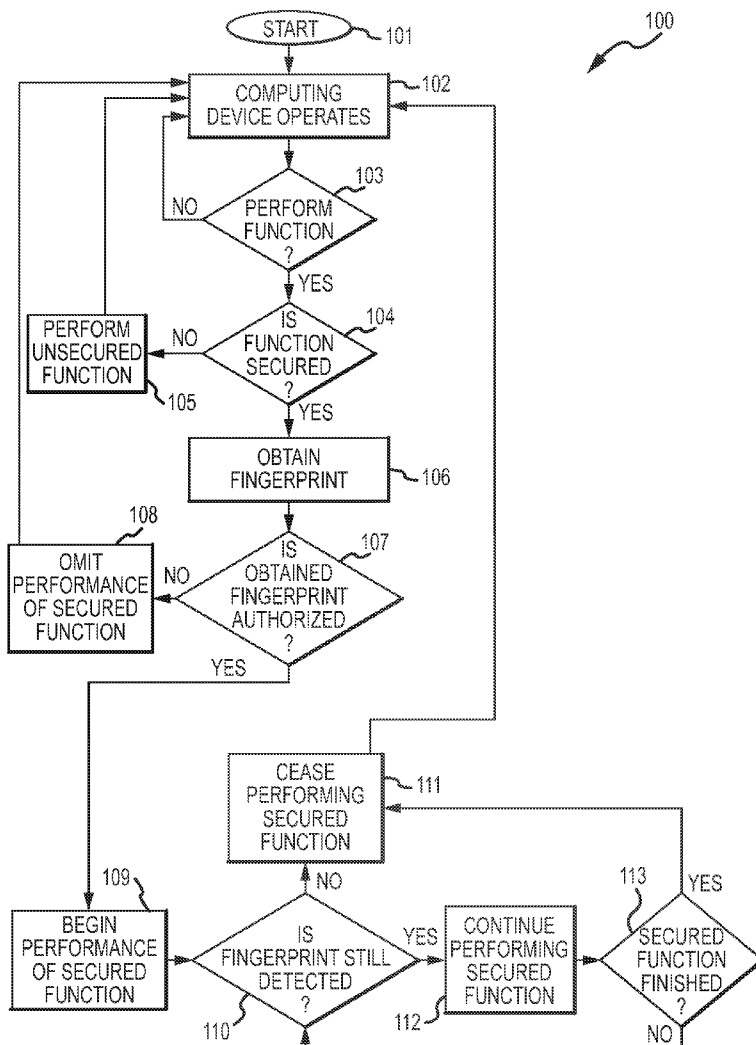 START
101
100
COMPUTING
DEVICE OPERATES
102
103
NO
PERFORM
FUNCTION
?
YES
IS
FUNCTION
SECURED
?
104
NO
PERFORM
UNSECURED
FUNCTION
105
YES
OBTAIN
FINGERPRINT
106
108
OMIT
PERFORMANCE
OF SECURED
FUNCTION
NO
IS
OBTAINED
FINGERPRINT
AUTHORIZED
?
107
YES
CEASE
PERFORMING
SECURED
FUNCTION
111
109
BEGIN
PERFORMANCE
OF SECURED
FUNCTION
NO
IS
FINGERPRINT STILL
DETECTED
?
110
YES
CONTINUE
PERFORMING
SECURED
FUNCTION
112
113
YES
SECURED
FUNCTION
FINISHED
?
NO